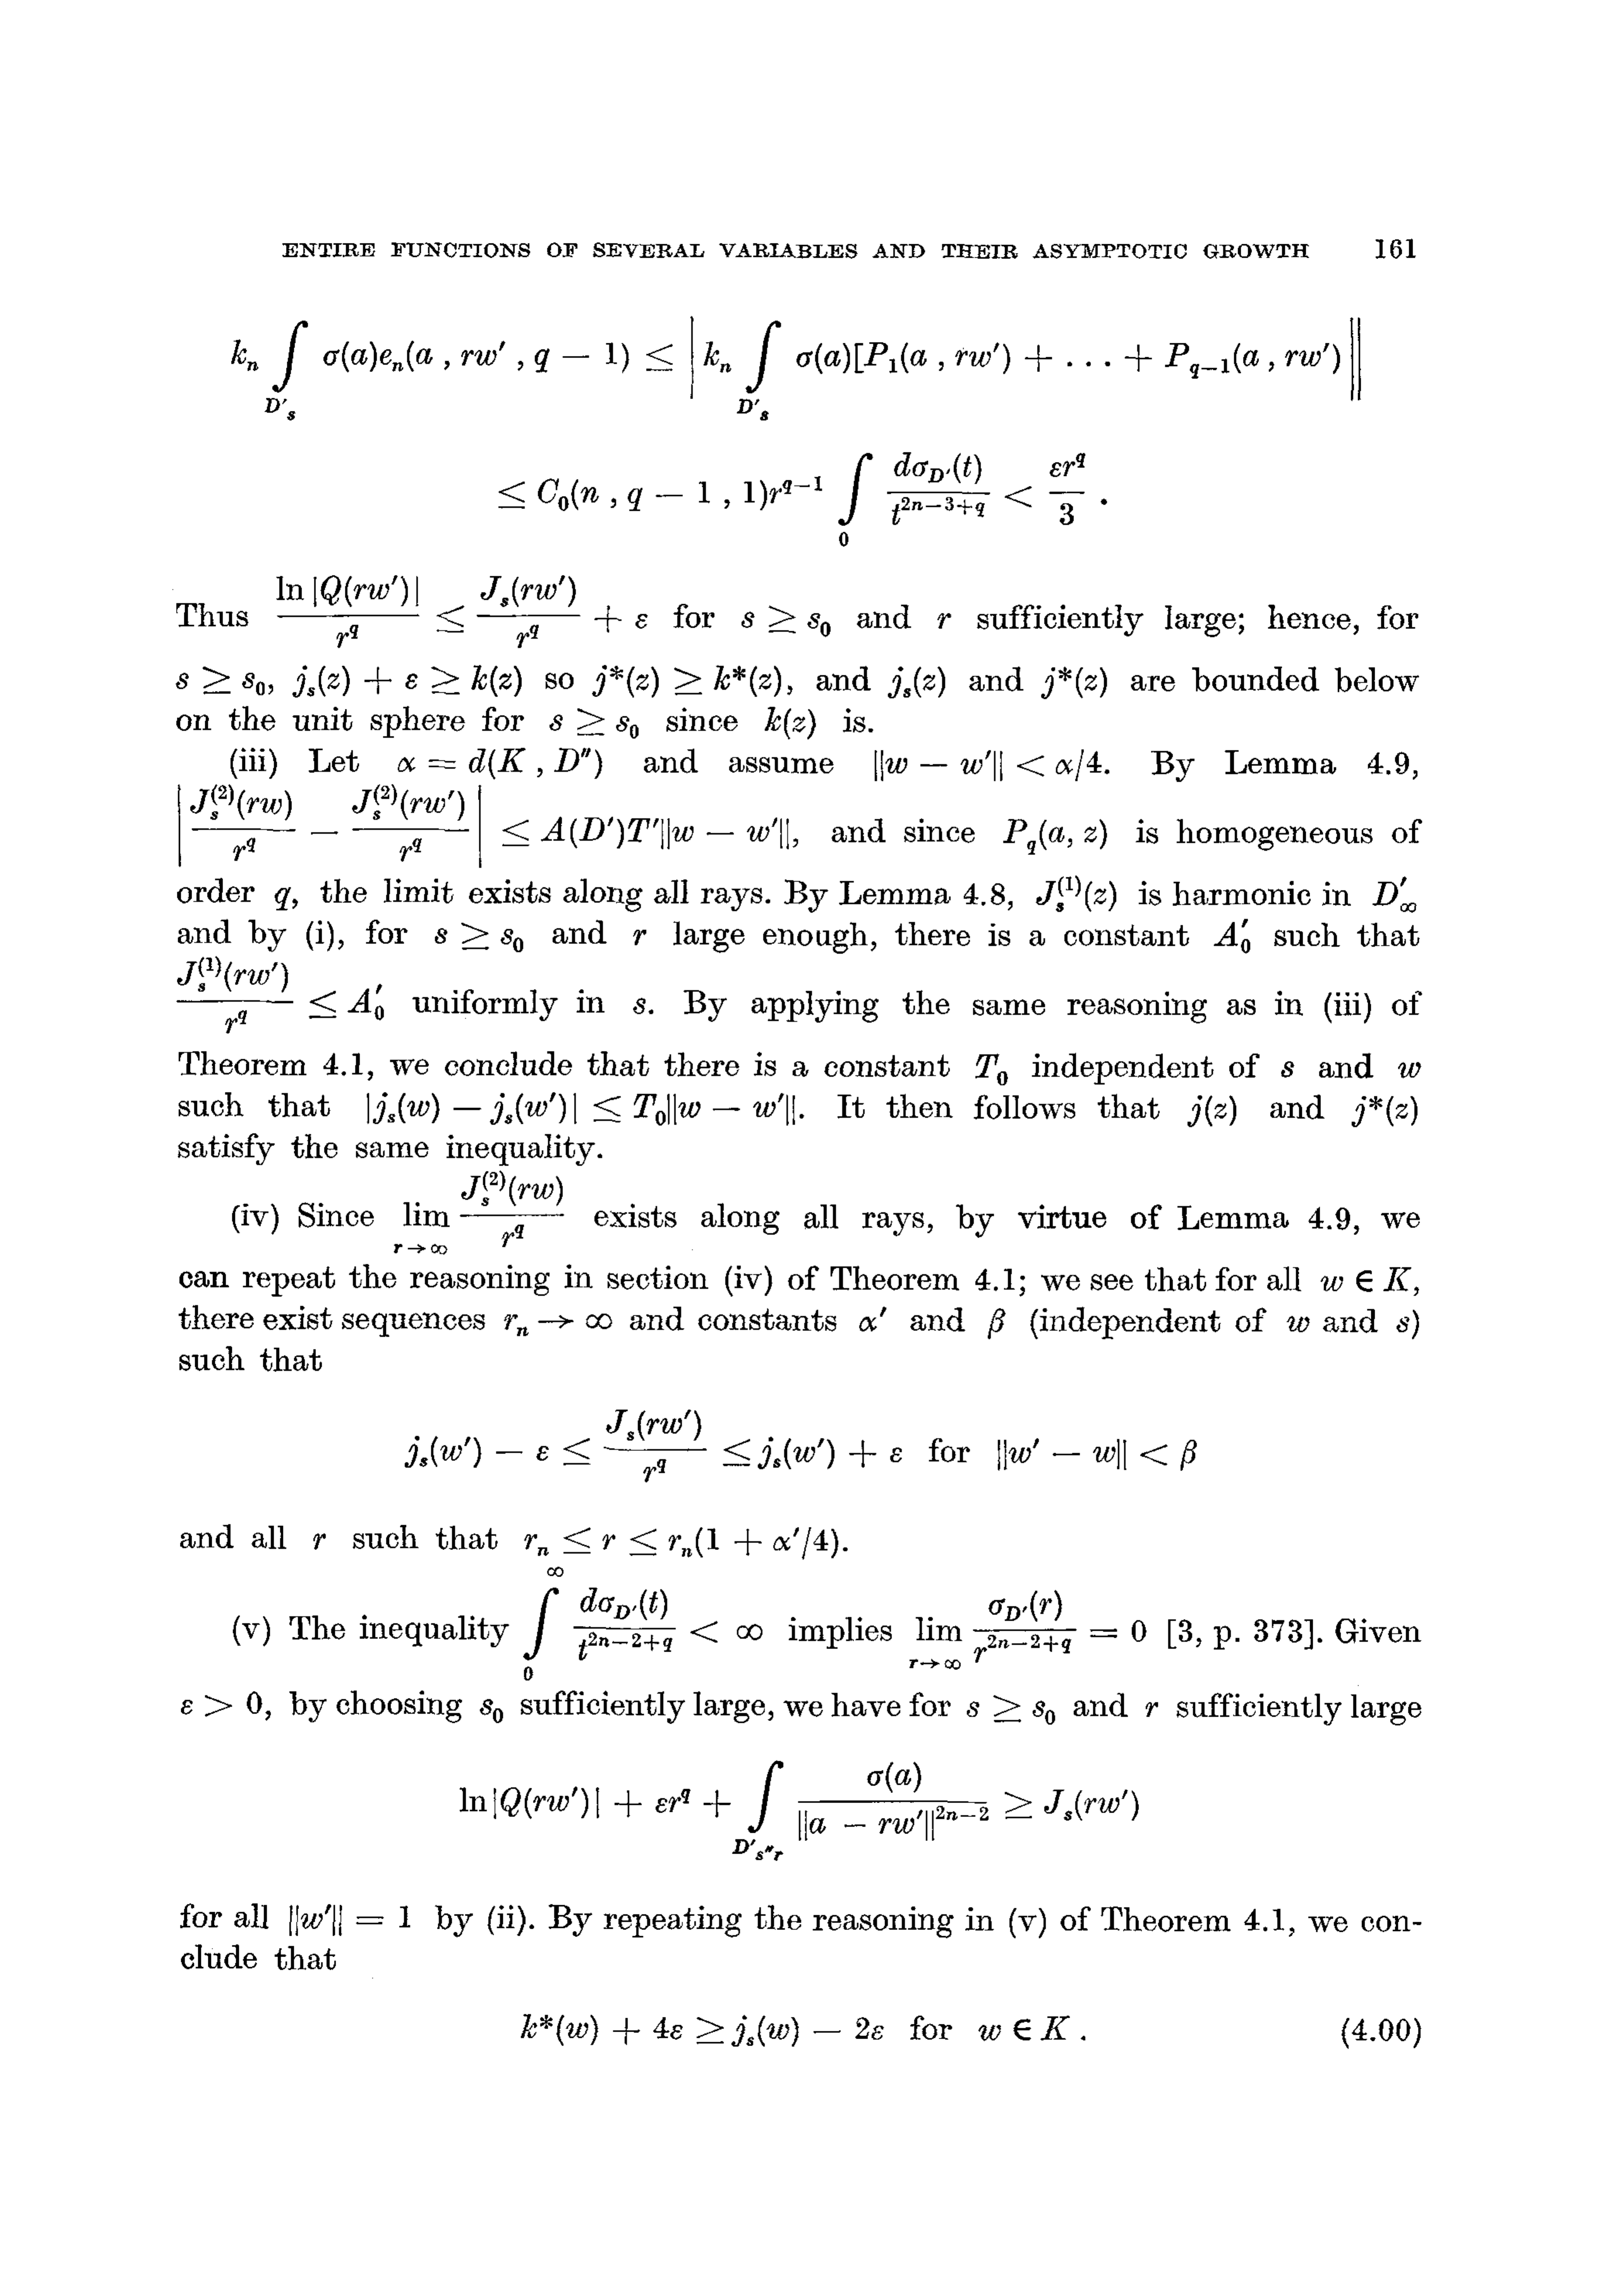 ENTIRE FUNCTIONS OF SEVERAL VARIABLES AND THEIR ASYMPTOTIC GROWTH 161
$k_n \int_{D'_s} \sigma(a)e_n(a, rw', q-1) \leq \left| k_n \int_{D'_s} \sigma(a)[P_1(a, rw') + \ldots + P_{q-1}(a, rw') \right\|$
$\leq C_0(n, q-1, 1)r^{q-1} \int_0 \frac{d\sigma_{D'}(t)}{t^{2n-3+q}} < \frac{\varepsilon r^q}{3}.$
Thus $\frac{\ln |Q(rw')|}{r^q} \leq \frac{J_s(rw')}{r^q} + \varepsilon$ for $s \geq s_0$ and $r$ sufficiently large; hence, for
$s \geq s_0$, $j_s(z) + \varepsilon \geq k(z)$ so $j^*(z) \geq k^*(z)$, and $j_s(z)$ and $j^*(z)$ are bounded below
on the unit sphere for $s \geq s_0$ since $k(z)$ is.
(iii) Let $\alpha = d(K, D'')$ and assume $\|w - w'\| < \alpha/4$. By Lemma 4.9,
$\left| \frac{J_s^{(2)}(rw)}{r^q} - \frac{J_s^{(2)}(rw')}{r^q} \right| \leq A(D')T'\|w - w'\|$, and since $P_q(a, z)$ is homogeneous of
order $q$, the limit exists along all rays. By Lemma 4.8, $J_s^{(1)}(z)$ is harmonic in $D'_\infty$
and by (i), for $s \geq s_0$ and $r$ large enough, there is a constant $A'_0$ such that
$\frac{J_s^{(1)}(rw')}{r^q} \leq A'_0$ uniformly in $s$. By applying the same reasoning as in (iii) of
Theorem 4.1, we conclude that there is a constant $T_0$ independent of $s$ and $w$
such that $|j_s(w) - j_s(w')| \leq T_0\|w - w'\|$. It then follows that $j(z)$ and $j^*(z)$
satisfy the same inequality.
(iv) Since $\lim_{r \to \infty} \frac{J_s^{(2)}(rw)}{r^q}$ exists along all rays, by virtue of Lemma 4.9, we
can repeat the reasoning in section (iv) of Theorem 4.1; we see that for all $w \in K$,
there exist sequences $r_n \to \infty$ and constants $\alpha'$ and $\beta$ (independent of $w$ and $s$)
such that
$j_s(w') - \varepsilon \leq \frac{J_s(rw')}{r^q} \leq j_s(w') + \varepsilon$ for $\|w' - w\| < \beta$
and all $r$ such that $r_n \leq r \leq r_n(1 + \alpha'/4)$.
(v) The inequality $\int_0^\infty \frac{d\sigma_{D'}(t)}{t^{2n-2+q}} < \infty$ implies $\lim_{r \to \infty} \frac{\sigma_{D'}(r)}{r^{2n-2+q}} = 0$ [3, p. 373]. Given
$\varepsilon > 0$, by choosing $s_0$ sufficiently large, we have for $s \geq s_0$ and $r$ sufficiently large
$\ln|Q(rw')| + \varepsilon r^q + \int_{D'_{s''r}} \frac{\sigma(a)}{\|a - rw'\|^{2n-2}} \geq J_s(rw')$
for all $\|w'\| = 1$ by (ii). By repeating the reasoning in (v) of Theorem 4.1, we con-
clude that
$k^*(w) + 4\varepsilon \geq j_s(w) - 2\varepsilon$ for $w \in K$. (4.00)